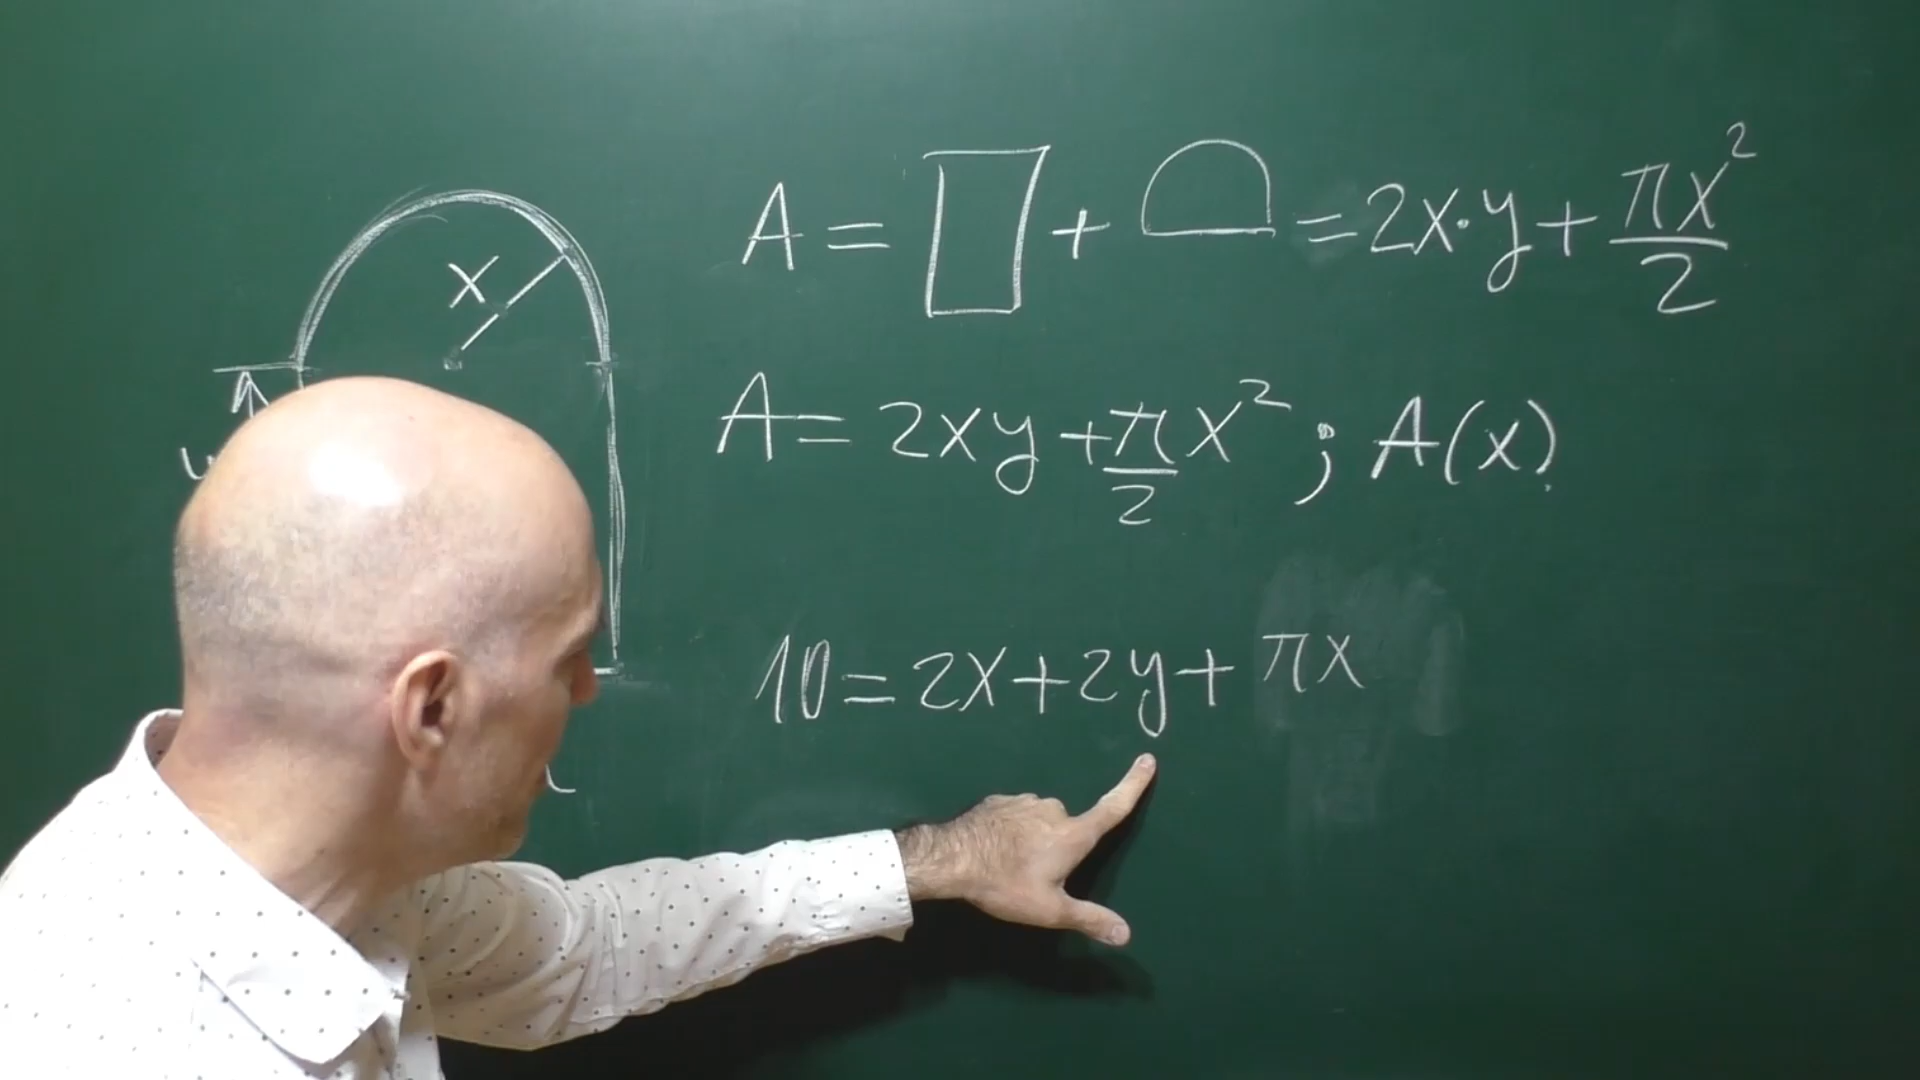 x
A = ▯ + ⌓ = 2x·y + πx²/2
A = 2xy + π/2 x² ; A(x)
10 = 2x + 2y + πx